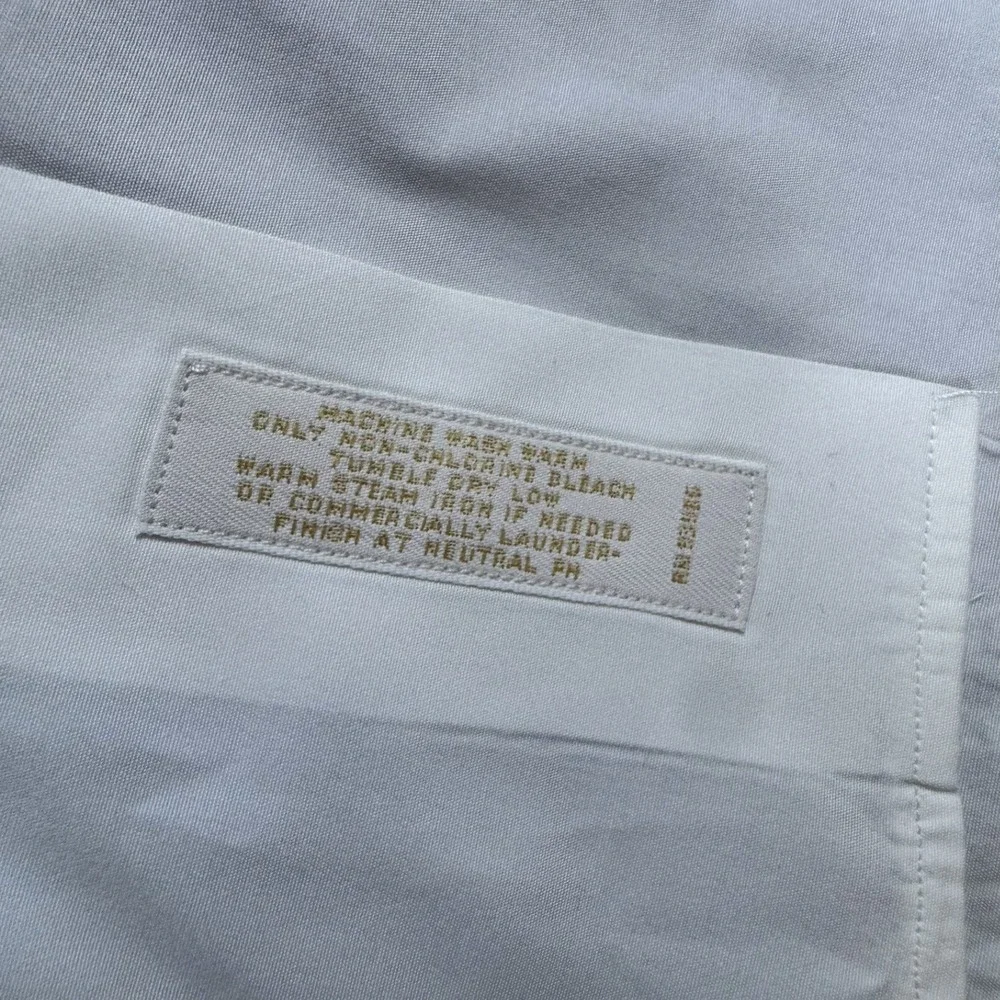 MACHINE WASH WARM
ONLY NON-CHLORINE BLEACH
TUMBLE DRY LOW
WARM STEAM IRON IF NEEDED
OR COMMERCIALLY LAUNDER-
FINISH AT NEUTRAL PH
RN#